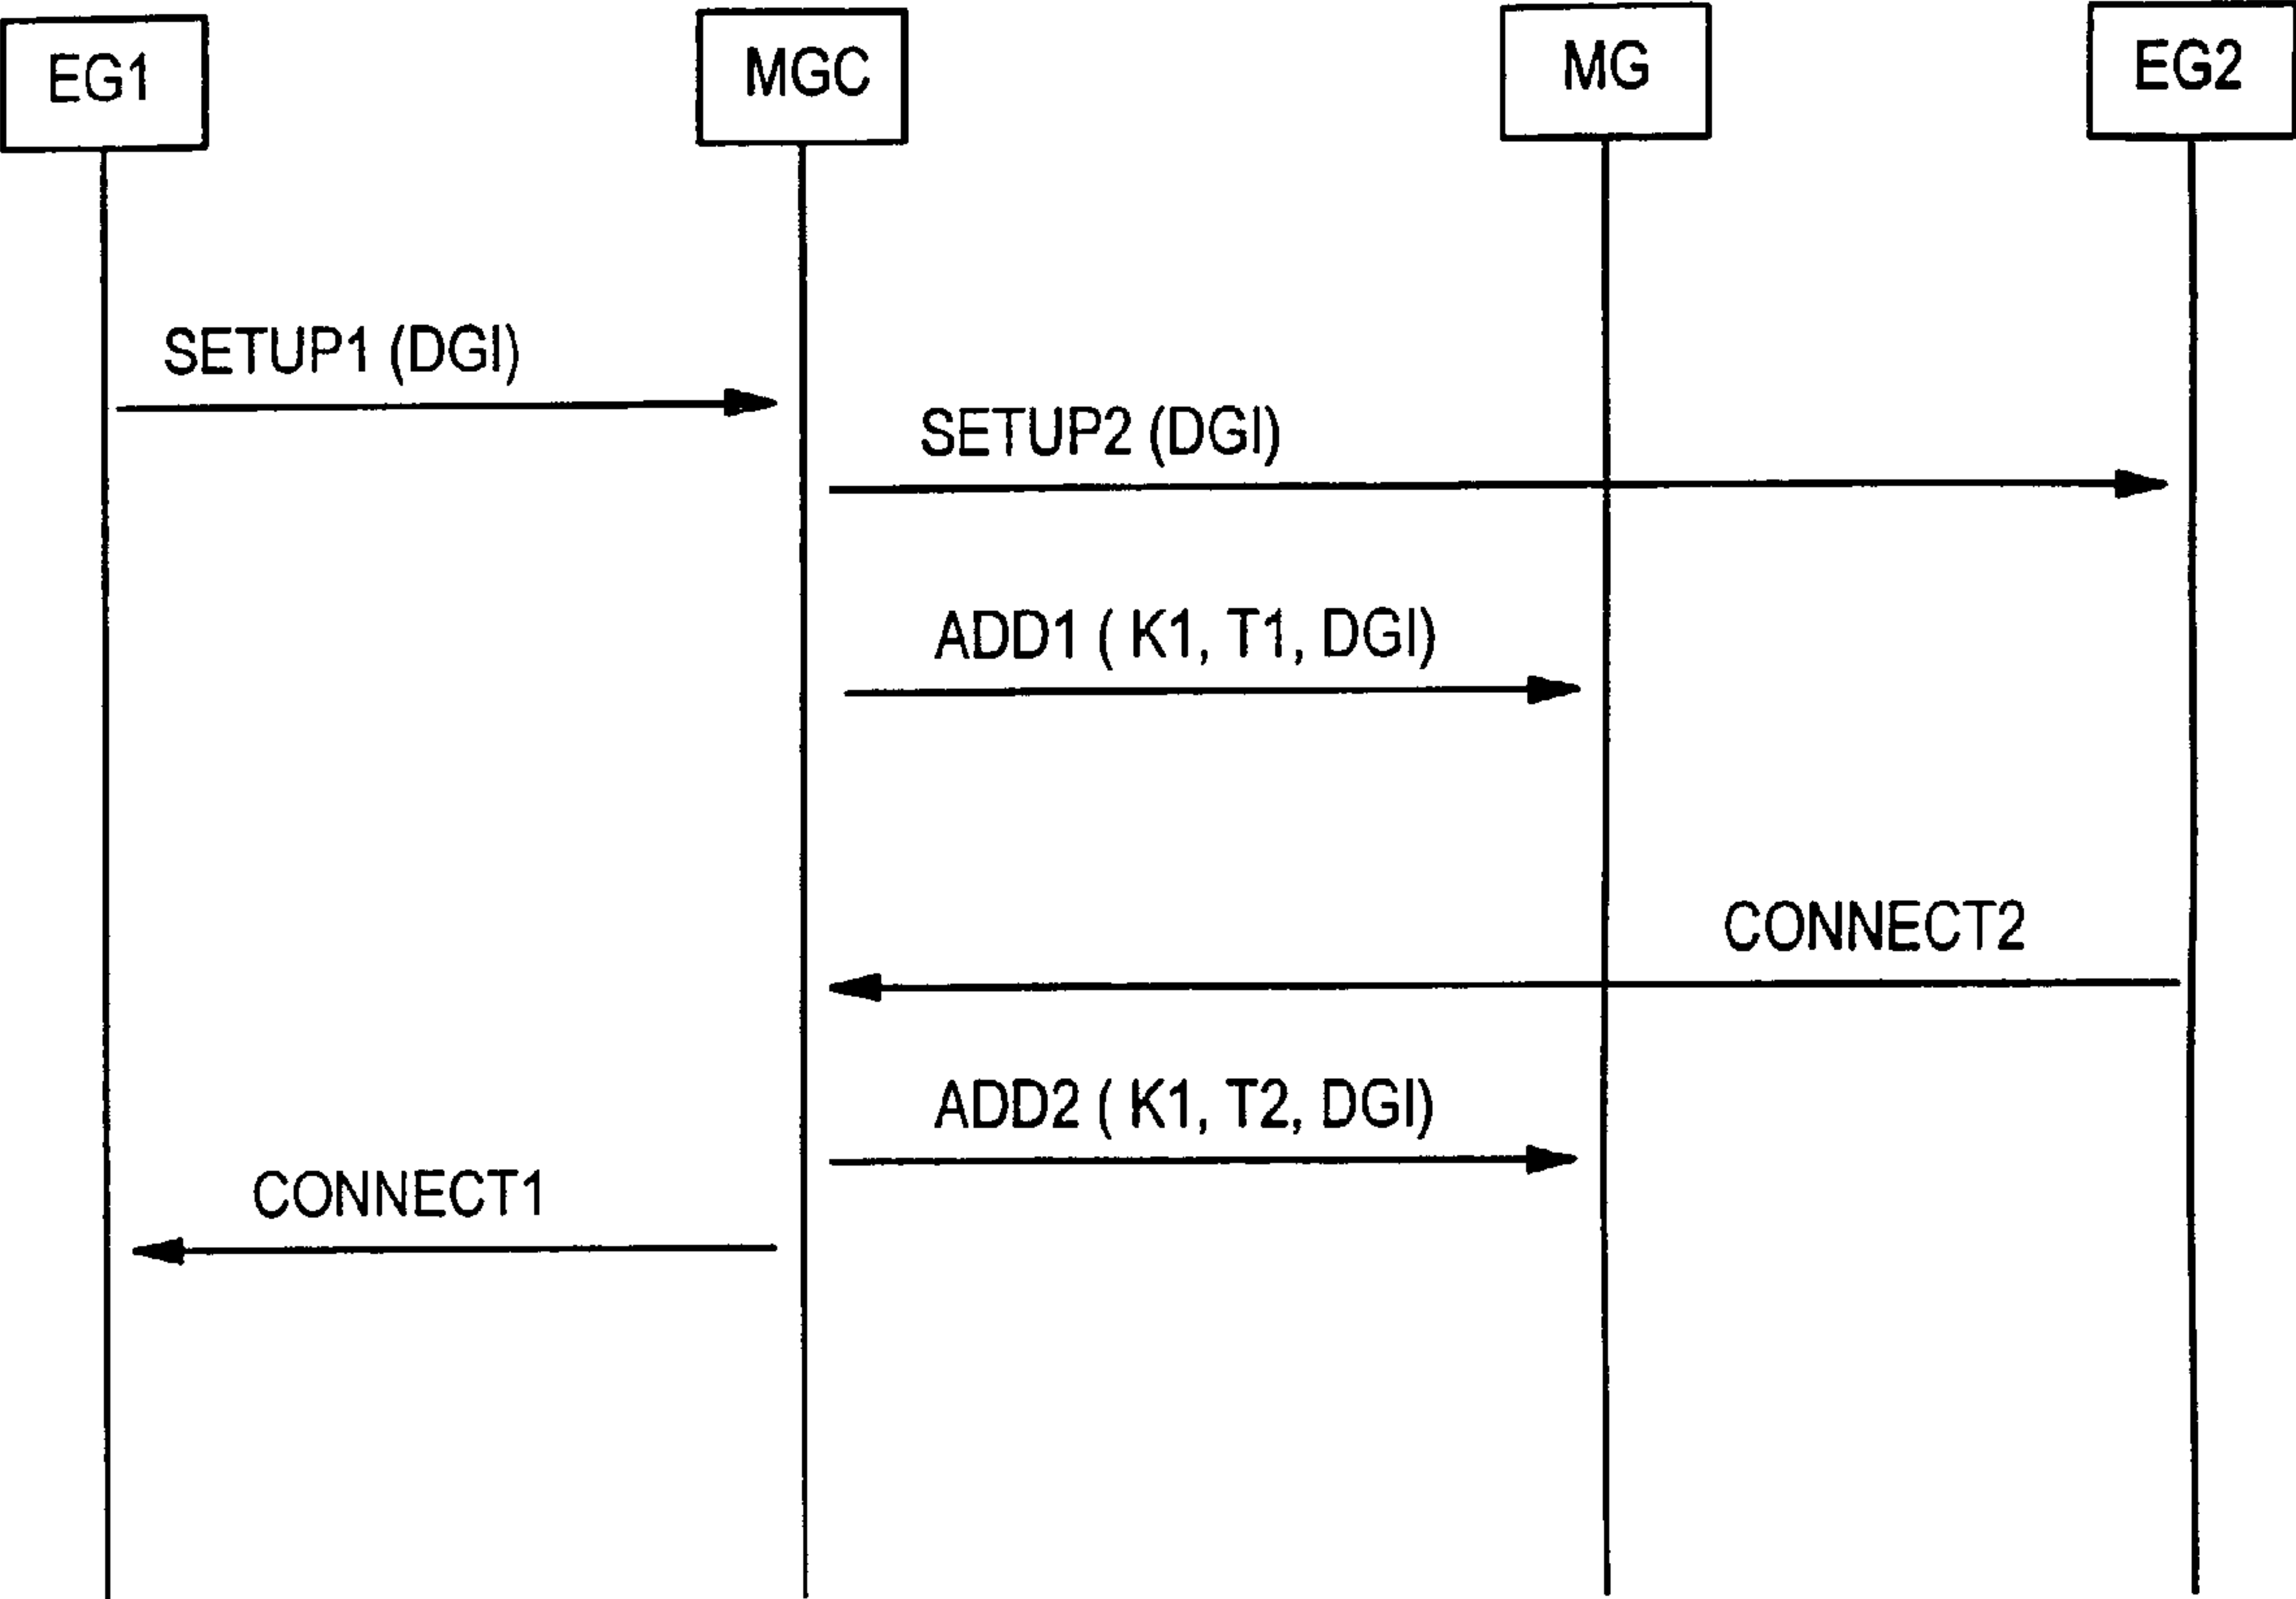 EG1
MGC
MG
EG2
SETUP1 (DGI)
SETUP2 (DGI)
ADD1 ( K1, T1, DGI)
CONNECT2
ADD2 ( K1, T2, DGI)
CONNECT1